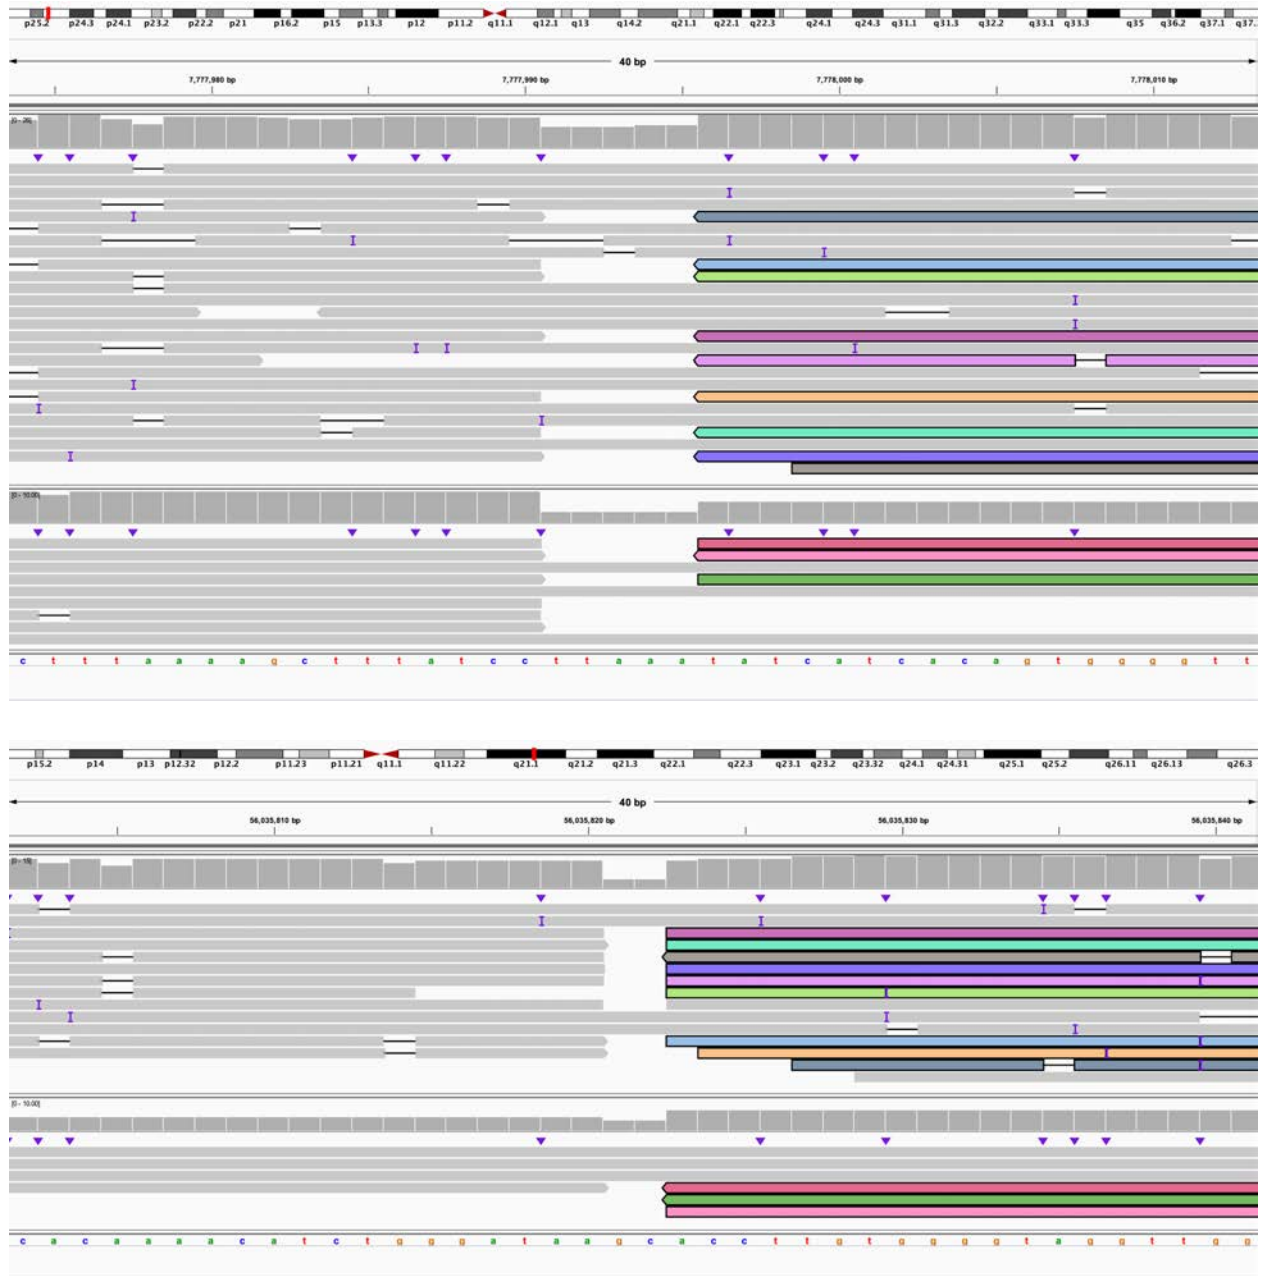 p25.2 p24.3 p24.1 p23.2 p22.2 p21 p16.2 p15 p13.3 p12 p11.2 q11.1 q12.1 q13 q14.2 q21.1 q22.1 q22.3 q24.1 q24.3 q31.1 q31.3 q32.2 q33.1 q33.3 q35 q36.2 q37.1 q37.
40 bp
7,777,980 bp 7,777,990 bp 7,778,000 bp 7,778,010 bp
[0 - 10.00]
c t t t a a a a g c t t t a t c c t t a a a t a t c a t c a c a g t g g g g t t
p15.2 p14 p13 p12.32 p12.2 p11.23 p11.21 q11.1 q11.22 q21.1 q21.2 q21.3 q22.1 q22.3 q23.1 q23.2 q23.32 q24.1 q24.31 q25.1 q25.2 q26.11 q26.13 q26.3
40 bp
56,035,810 bp 56,035,820 bp 56,035,830 bp 56,035,840 bp
[0 - 10.00]
c a c a a a a c a t c t g g g a t a a g c a c c t t g t g g g g t a g g t t g g